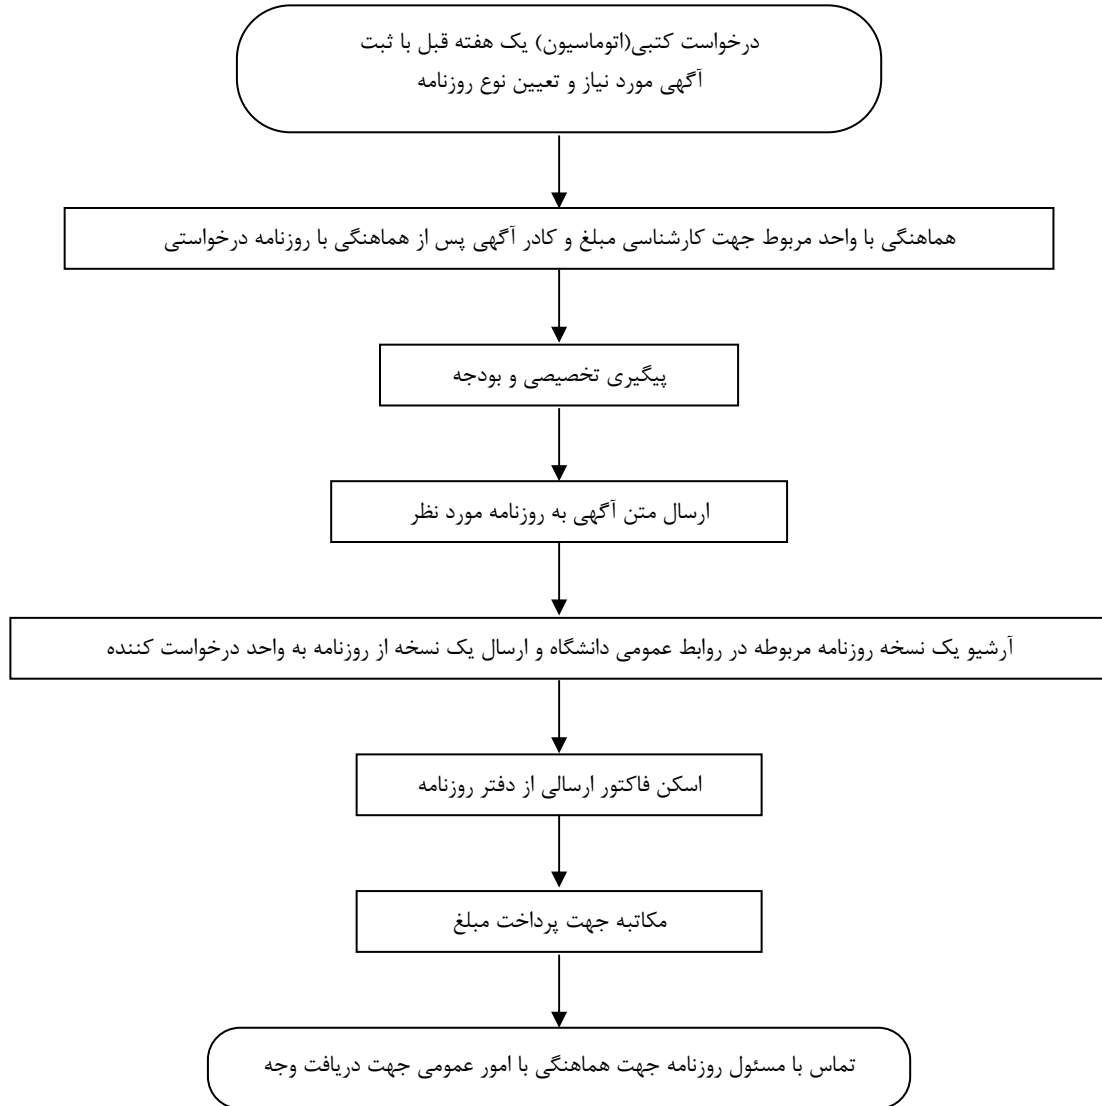 درخواست کتبی(اتوماسیون) یک هفته قبل با ثبت
آگهی مورد نیاز و تعیین نوع روزنامه
هماهنگی با واحد مربوط جهت کارشناسی مبلغ و کادر آگهی پس از هماهنگی با روزنامه درخواستی
پیگیری تخصیصی و بودجه
ارسال متن آگهی به روزنامه مورد نظر
آرشیو یک نسخه روزنامه مربوطه در روابط عمومی دانشگاه و ارسال یک نسخه از روزنامه به واحد درخواست کننده
اسکن فاکتور ارسالی از دفتر روزنامه
مکاتبه جهت پرداخت مبلغ
تماس با مسئول روزنامه جهت هماهنگی با امور عمومی جهت دریافت وجه